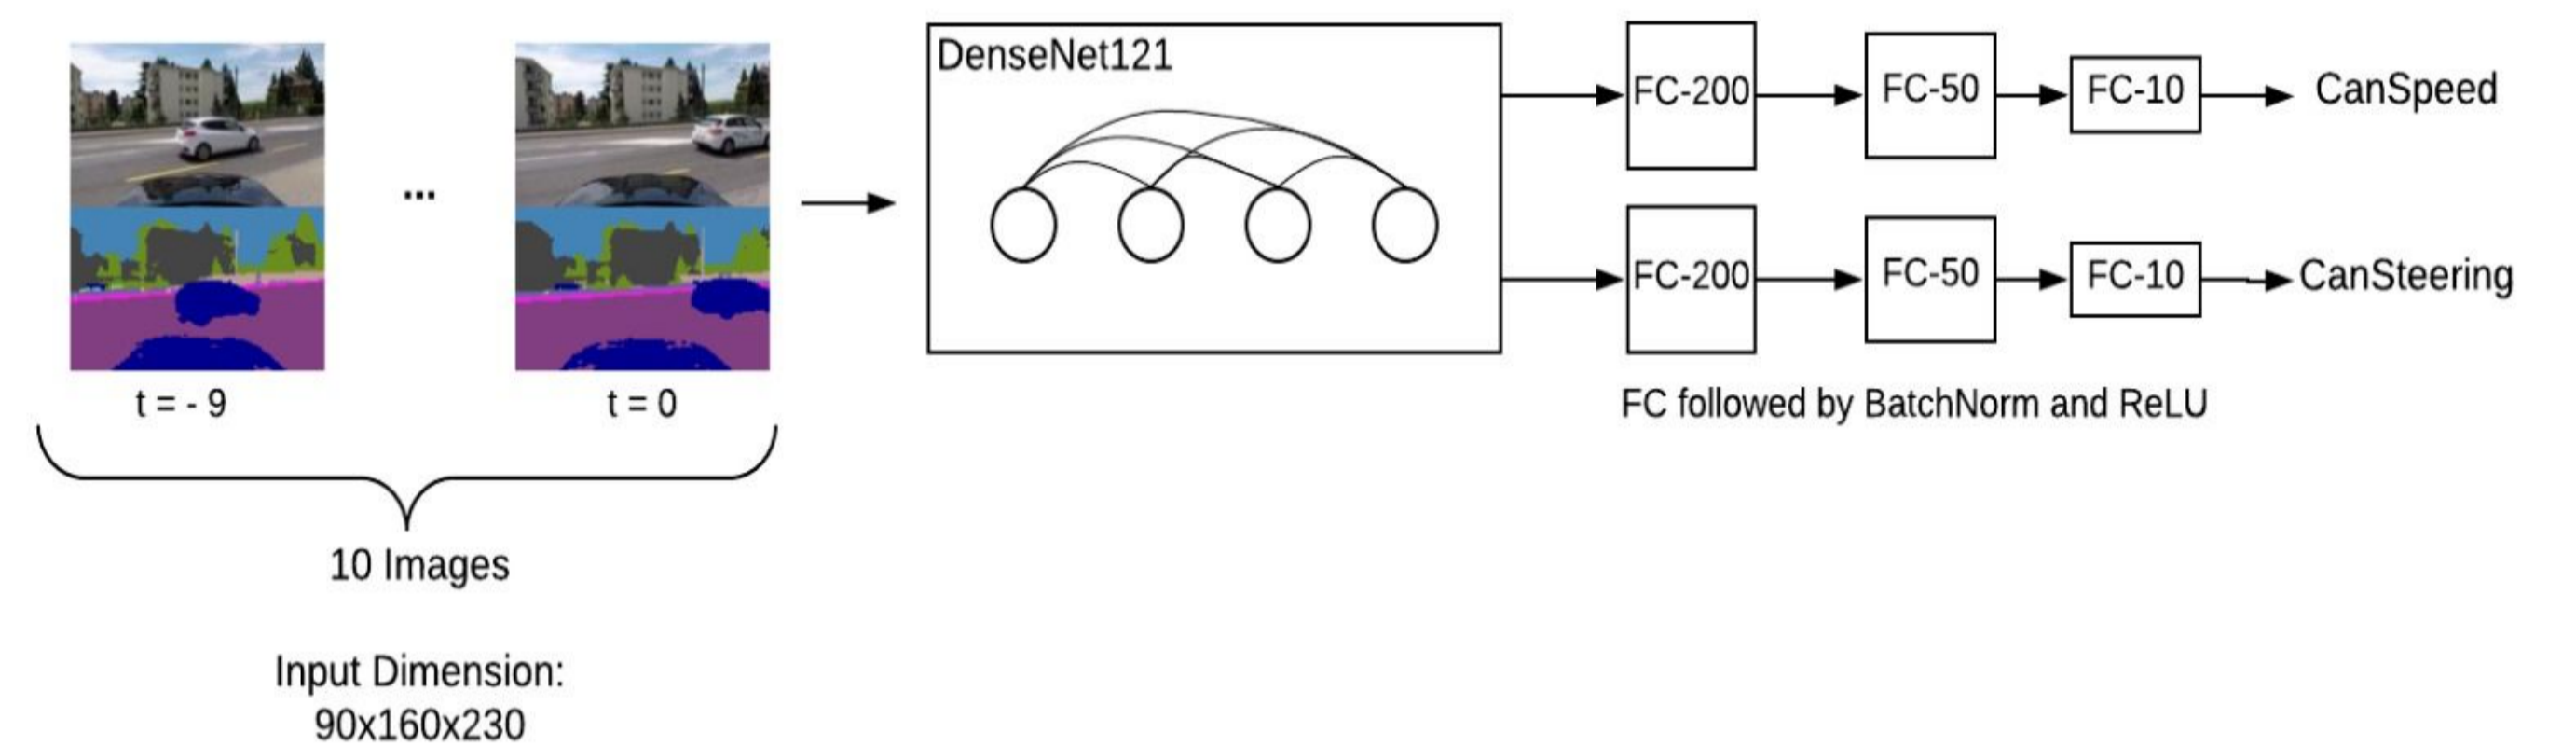 DenseNet121
FC-200
FC-50
FC-10
CanSpeed
...
FC-200
FC-50
FC-10
CanSteering
t = - 9
t = 0
FC followed by BatchNorm and ReLU
10 Images
Input Dimension:
90x160x230